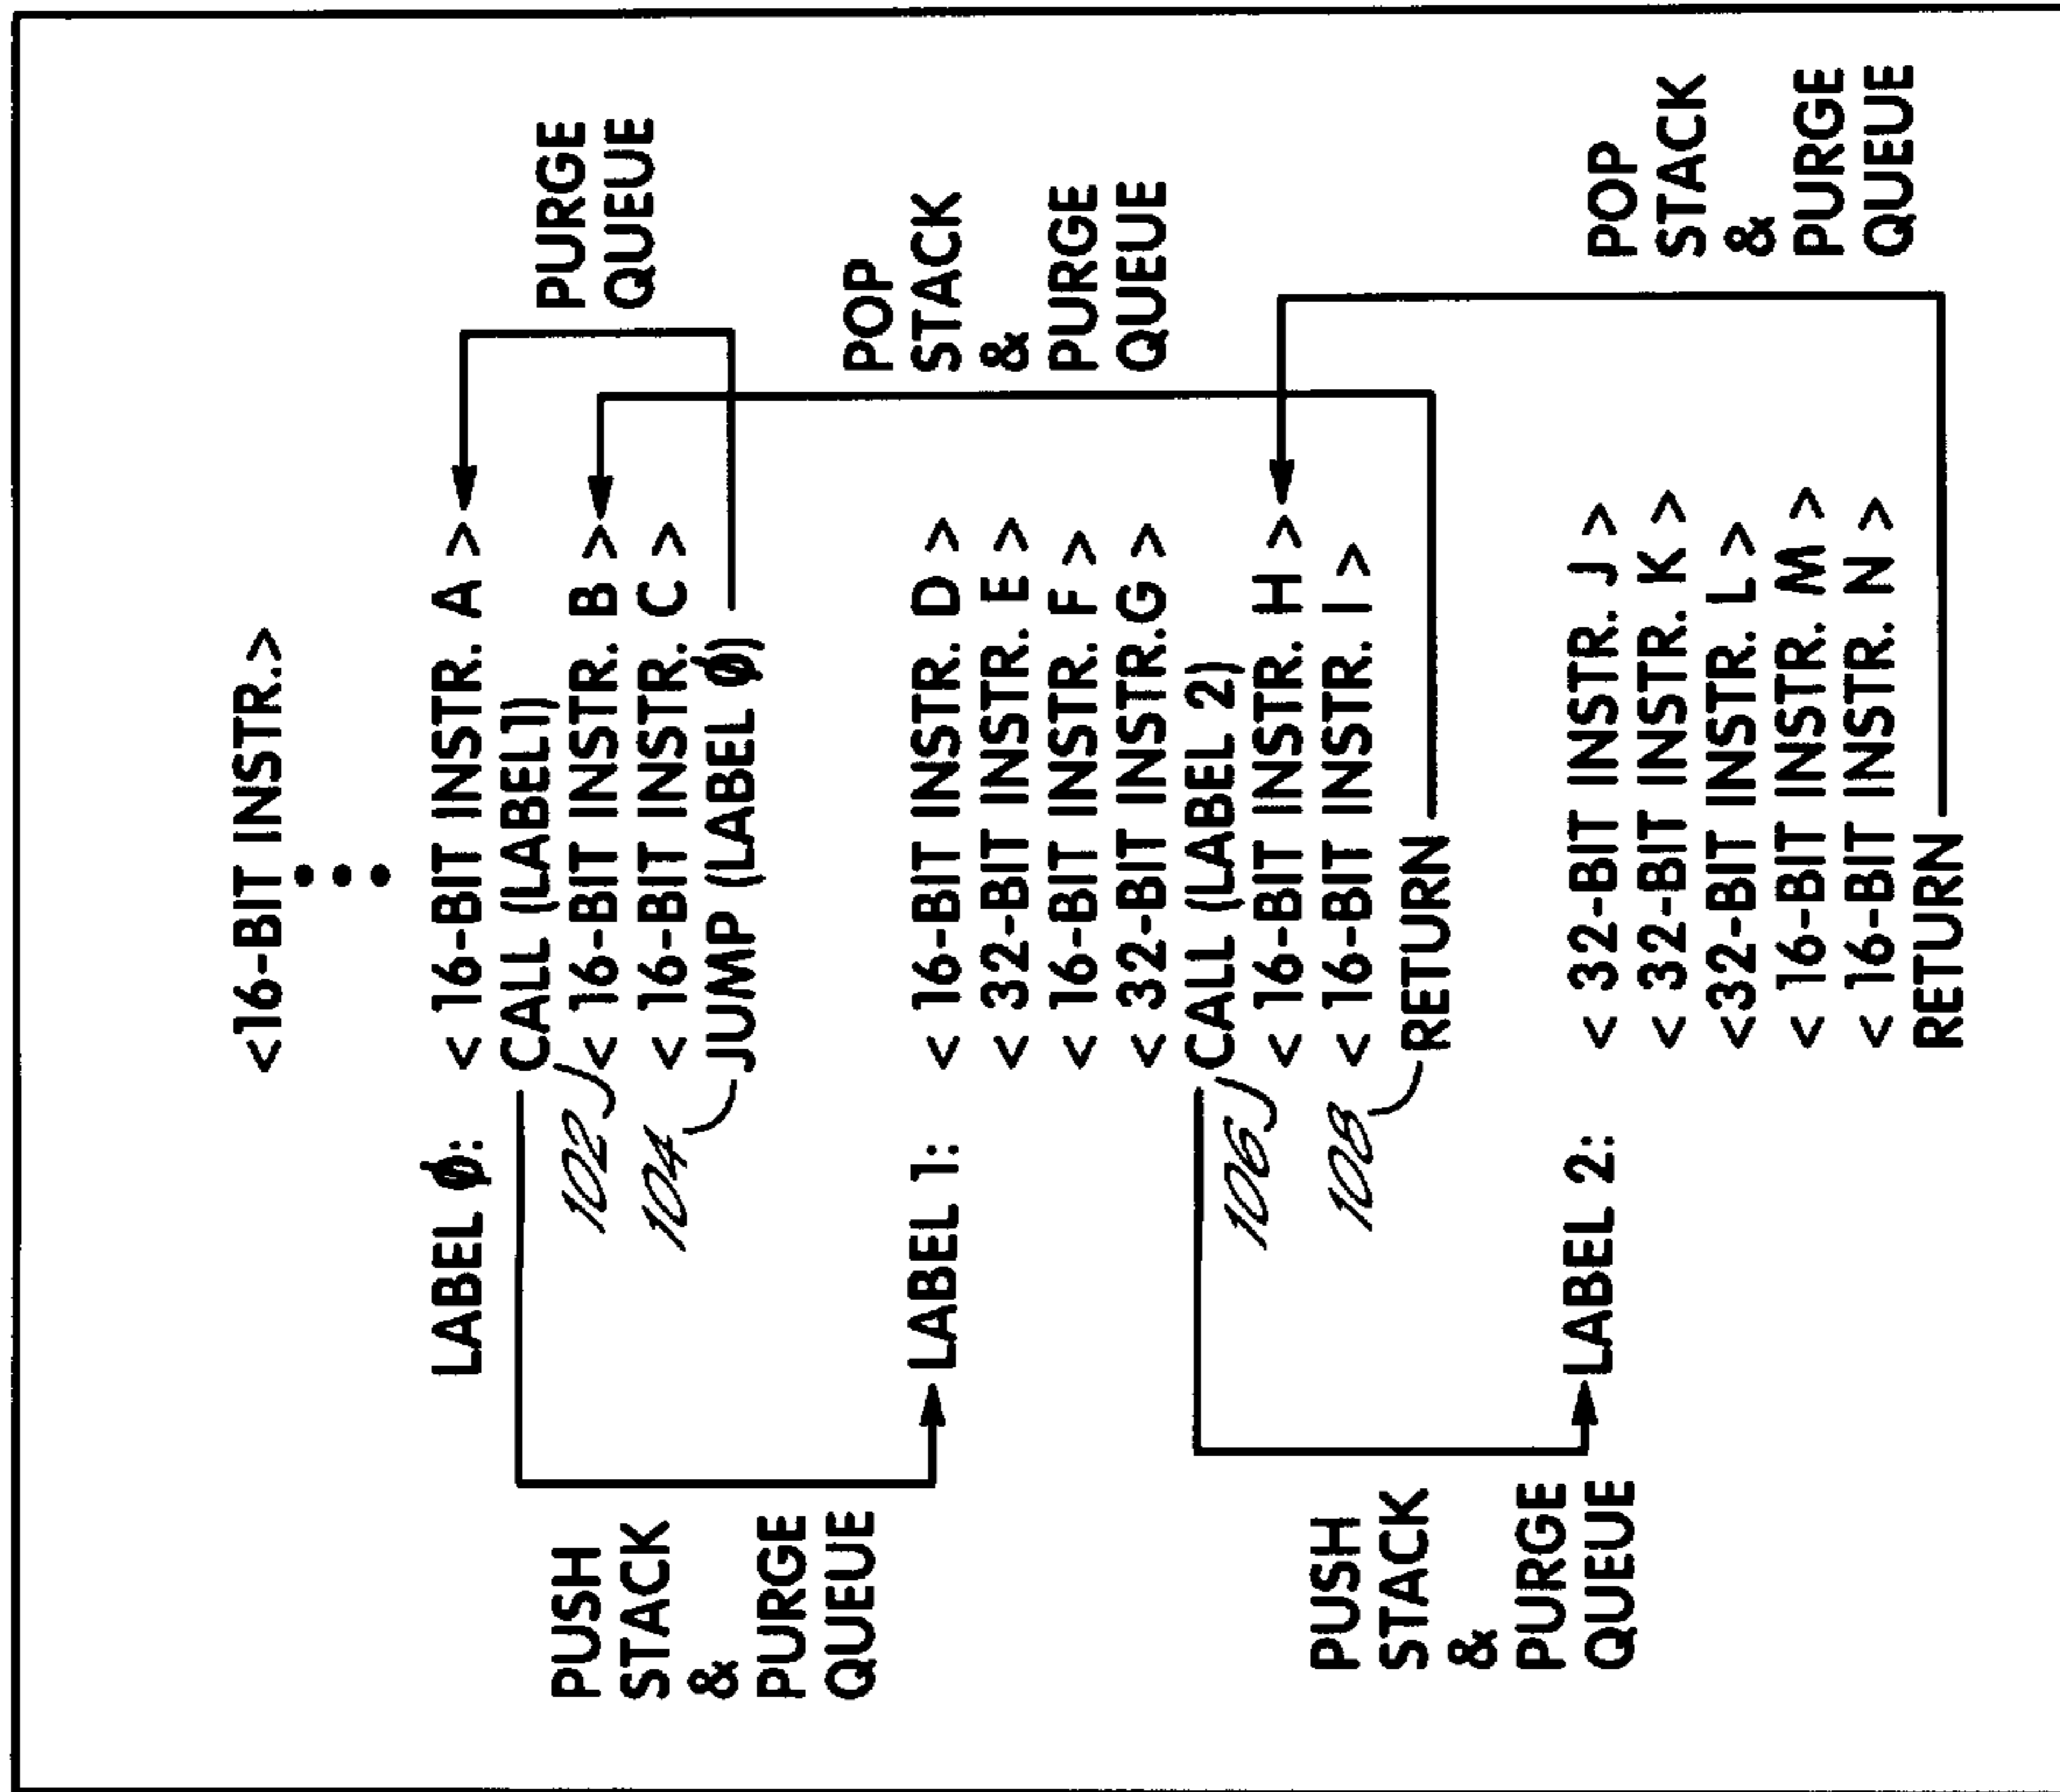 <16-BIT INSTR.>
LABEL ϕ: < 16-BIT INSTR. A >
CALL (LABEL1)
102
< 16-BIT INSTR. B >
< 16-BIT INSTR. C >
104
JUMP (LABEL ϕ)
PURGE
QUEUE
PUSH
STACK
&
PURGE
QUEUE
LABEL 1: < 16-BIT INSTR. D >
< 32-BIT INSTR. E >
< 16-BIT INSTR. F >
< 32-BIT INSTR.G >
CALL (LABEL 2)
106
< 16-BIT INSTR. H >
< 16-BIT INSTR. I >
108
RETURN
POP
STACK
&
PURGE
QUEUE
PUSH
STACK
&
PURGE
QUEUE
LABEL 2: < 32-BIT INSTR. J >
< 32-BIT INSTR. K >
<32-BIT INSTR. L >
< 16-BIT INSTR. M >
< 16-BIT INSTR. N >
RETURN
POP
STACK
&
PURGE
QUEUE